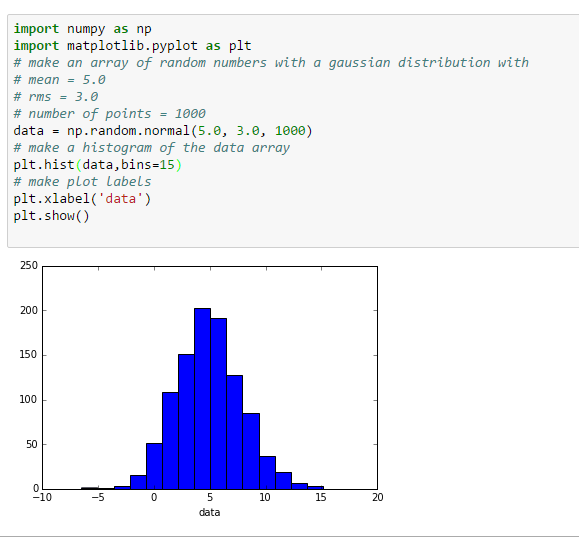 import numpy as np
import matplotlib.pyplot as plt
# make an array of random numbers with a gaussian distribution with
# mean = 5.0
# rms = 3.0
# number of points = 1000
data = np.random.normal(5.0, 3.0, 1000)
# make a histogram of the data array
plt.hist(data,bins=15)
# make plot labels
plt.xlabel('data')
plt.show()
250
200
150
100
50
0
−10 −5 0 5 10 15 20
data